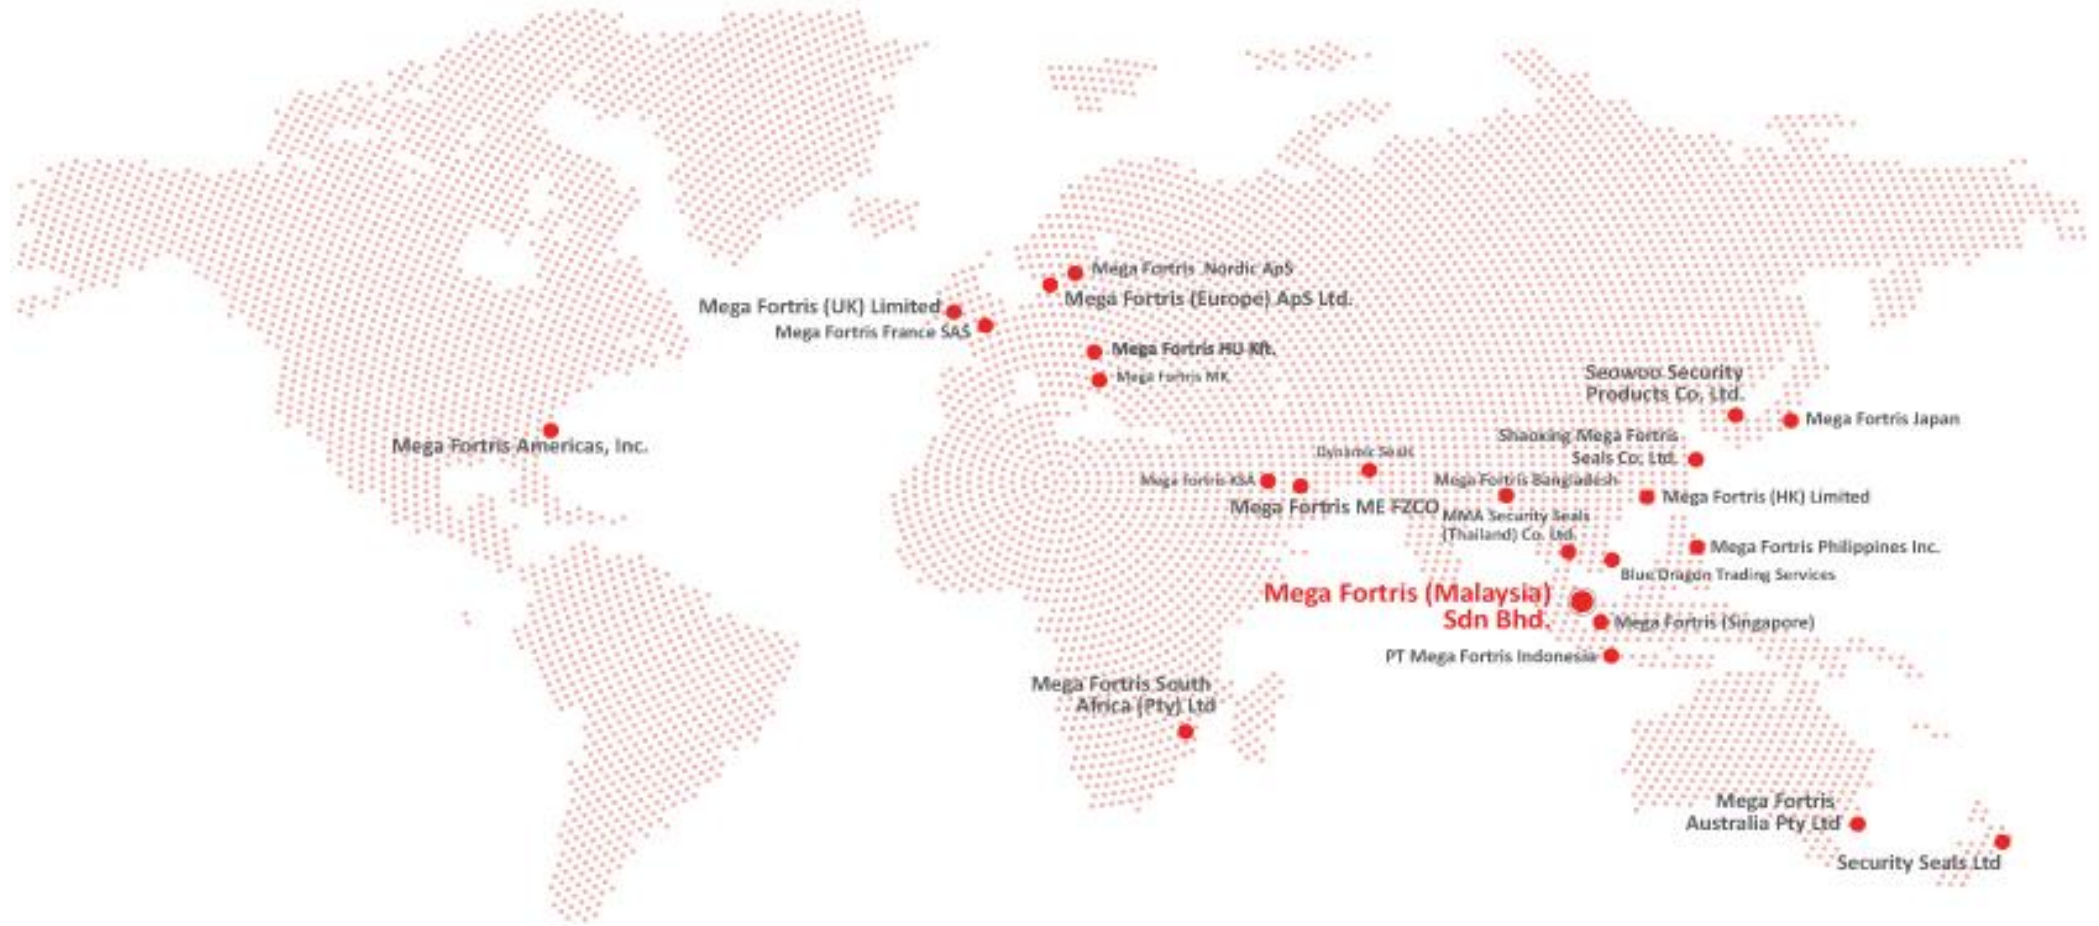 Mega Fortris Nordic ApS
Mega Fortris (Europe) ApS Ltd.
Mega Fortris (UK) Limited
Mega Fortris France SAS
Mega Fortris HU Kft.
Mega Fortris MK
Seowoo Security
Products Co, Ltd.
Mega Fortris Japan
Mega Fortris Americas, Inc.
Shaoxing Mega Fortris
Seals Co, Ltd.
Dynamic Seals
Mega Fortris KSA
Mega Fortris Bangladesh
Mega Fortris (HK) Limited
Mega Fortris ME FZCO
MMA Security Seals
(Thailand) Co. Ltd.
Mega Fortris Philippines Inc.
Blue Dragon Trading Services
Mega Fortris (Malaysia)
Sdn Bhd.
Mega Fortris (Singapore)
PT Mega Fortris Indonesia
Mega Fortris South
Africa (Pty) Ltd
Mega Fortris
Australia Pty Ltd
Security Seals Ltd